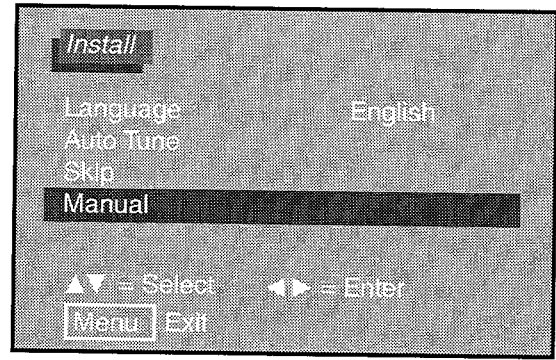 Install
Language English
Auto Tune
Skip
Manual
▲▼ = Select ◀▶ = Enter
Menu Exit